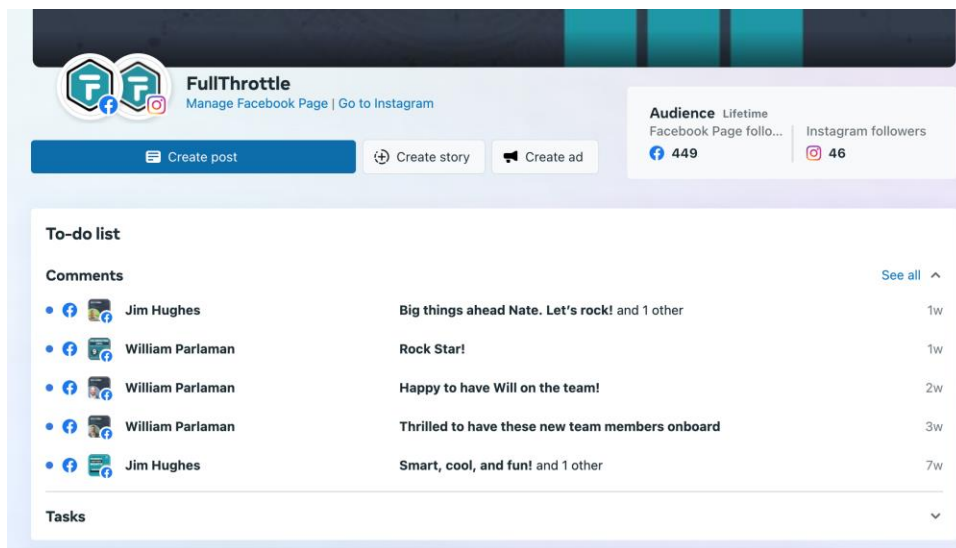 FullThrottle
Manage Facebook Page | Go to Instagram
Audience Lifetime
Facebook Page follo... Instagram followers
449 46
Create post Create story Create ad
To-do list
Comments See all
Jim Hughes Big things ahead Nate. Let's rock! and 1 other 1w
William Parlaman Rock Star! 1w
William Parlaman Happy to have Will on the team! 2w
William Parlaman Thrilled to have these new team members onboard 3w
Jim Hughes Smart, cool, and fun! and 1 other 7w
Tasks